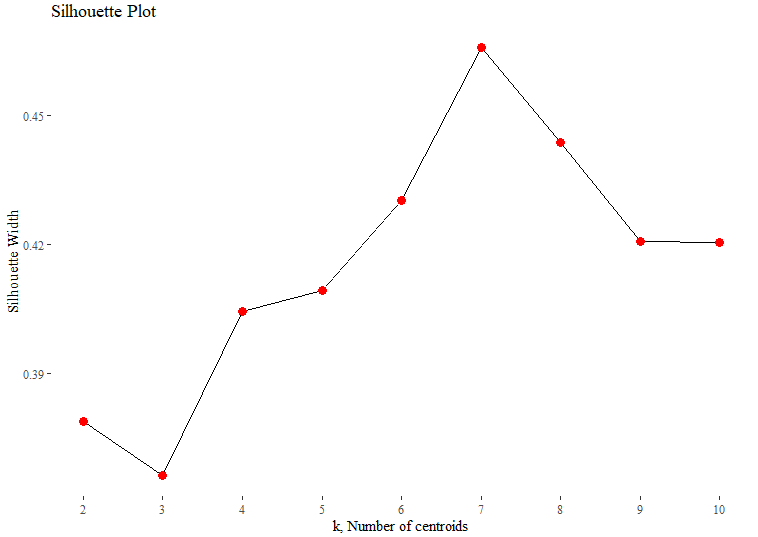 Silhouette Plot
0.45
0.42
0.39
Silhouette Width
2 3 4 5 6 7 8 9 10
k, Number of centroids